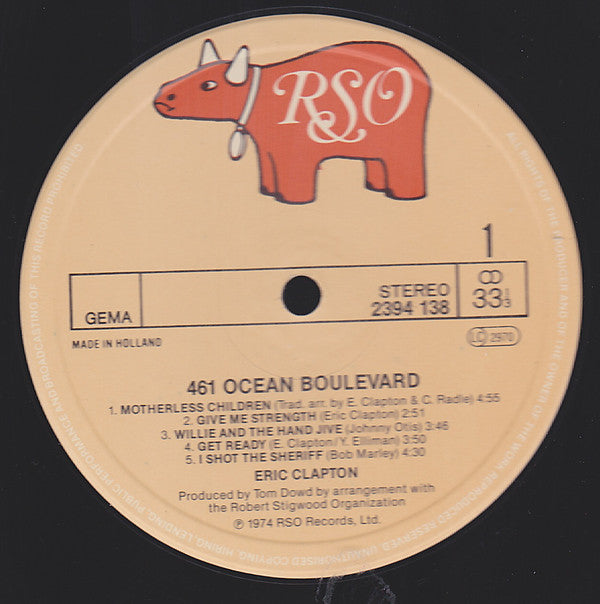 RSO
1
GEMA
STEREO
2394 138
33 1/3
MADE IN HOLLAND
LC 2970
461 OCEAN BOULEVARD
1. MOTHERLESS CHILDREN (Trad. arr. by E. Clapton & C. Radle) 4:55
2. GIVE ME STRENGTH (Eric Clapton) 2:51
3. WILLIE AND THE HAND JIVE (Johnny Otis) 3:46
4. GET READY (E. Clapton/Y. Elliman) 3:50
5. I SHOT THE SHERIFF (Bob Marley) 4:30
ERIC CLAPTON
Produced by Tom Dowd by arrangement with
the Robert Stigwood Organization
℗ 1974 RSO Records, Ltd.
ALL RIGHTS OF THE PRODUCER AND OF THE OWNER OF THE WORK REPRODUCED RESERVED. UNAUTHORISED COPYING, HIRING, LENDING, PUBLIC PERFORMANCE AND BROADCASTING OF THIS RECORD PROHIBITED